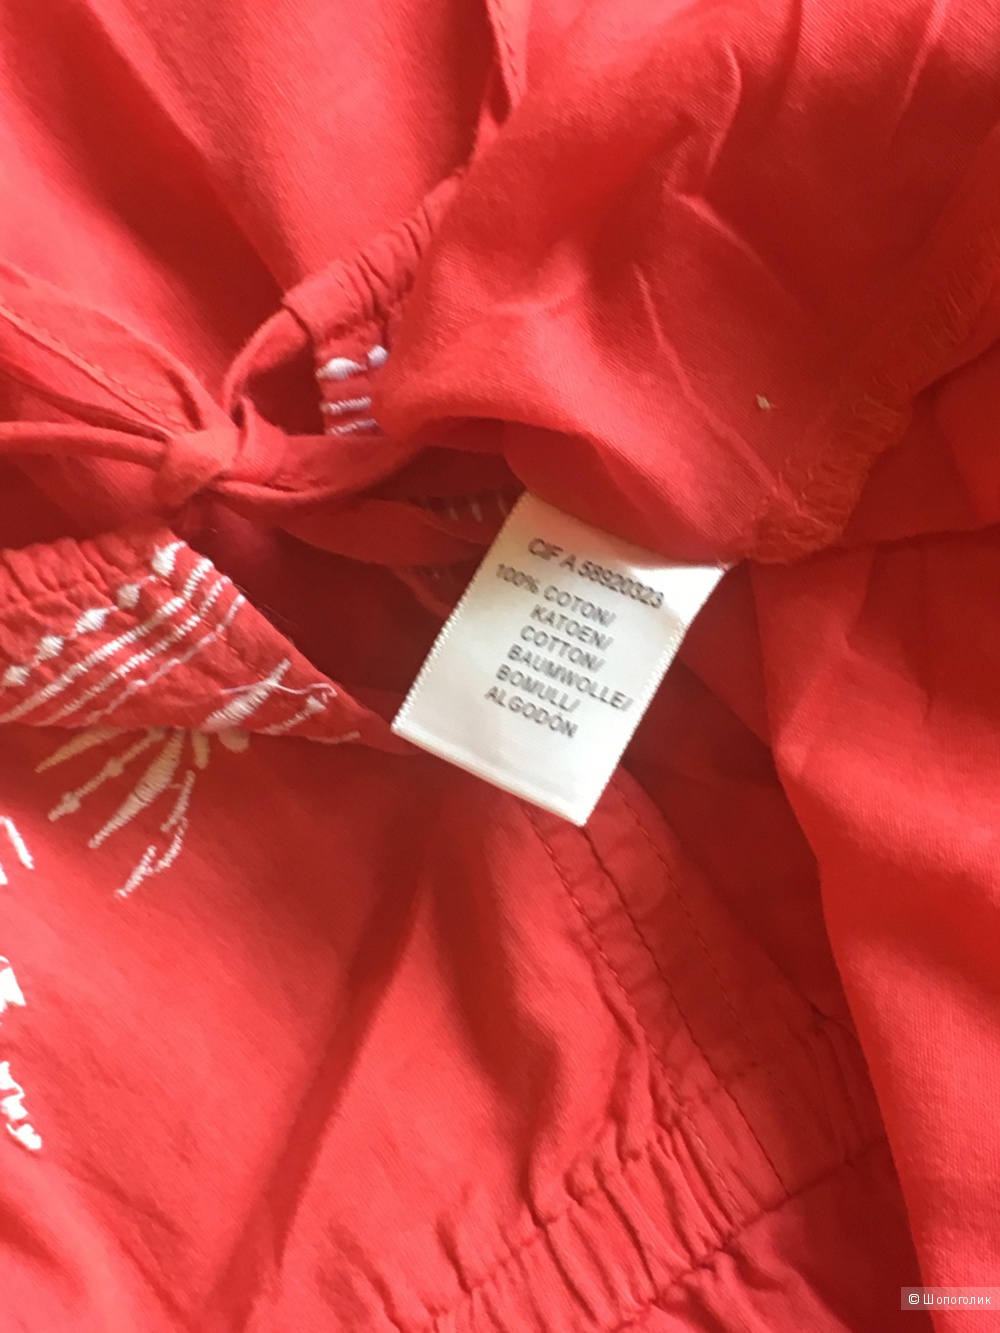 CIF A 58920323
100% COTON/
KATOEN/
COTTON/
BAUMWOLLE/
BOMULL/
ALGODÓN
© Шопоголик